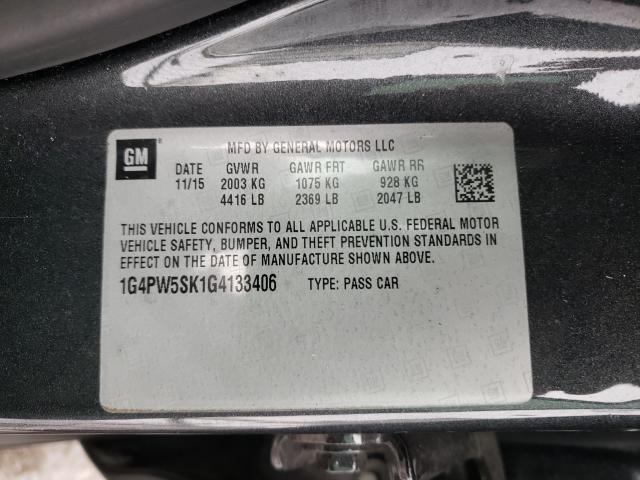 GM ® MFD BY GENERAL MOTORS LLC
DATE GVWR GAWR FRT GAWR RR
11/15 2003 KG 1075 KG 928 KG
4416 LB 2369 LB 2047 LB
THIS VEHICLE CONFORMS TO ALL APPLICABLE U.S. FEDERAL MOTOR
VEHICLE SAFETY, BUMPER, AND THEFT PREVENTION STANDARDS IN
EFFECT ON THE DATE OF MANUFACTURE SHOWN ABOVE.
1G4PW5SK1G4133406 TYPE: PASS CAR